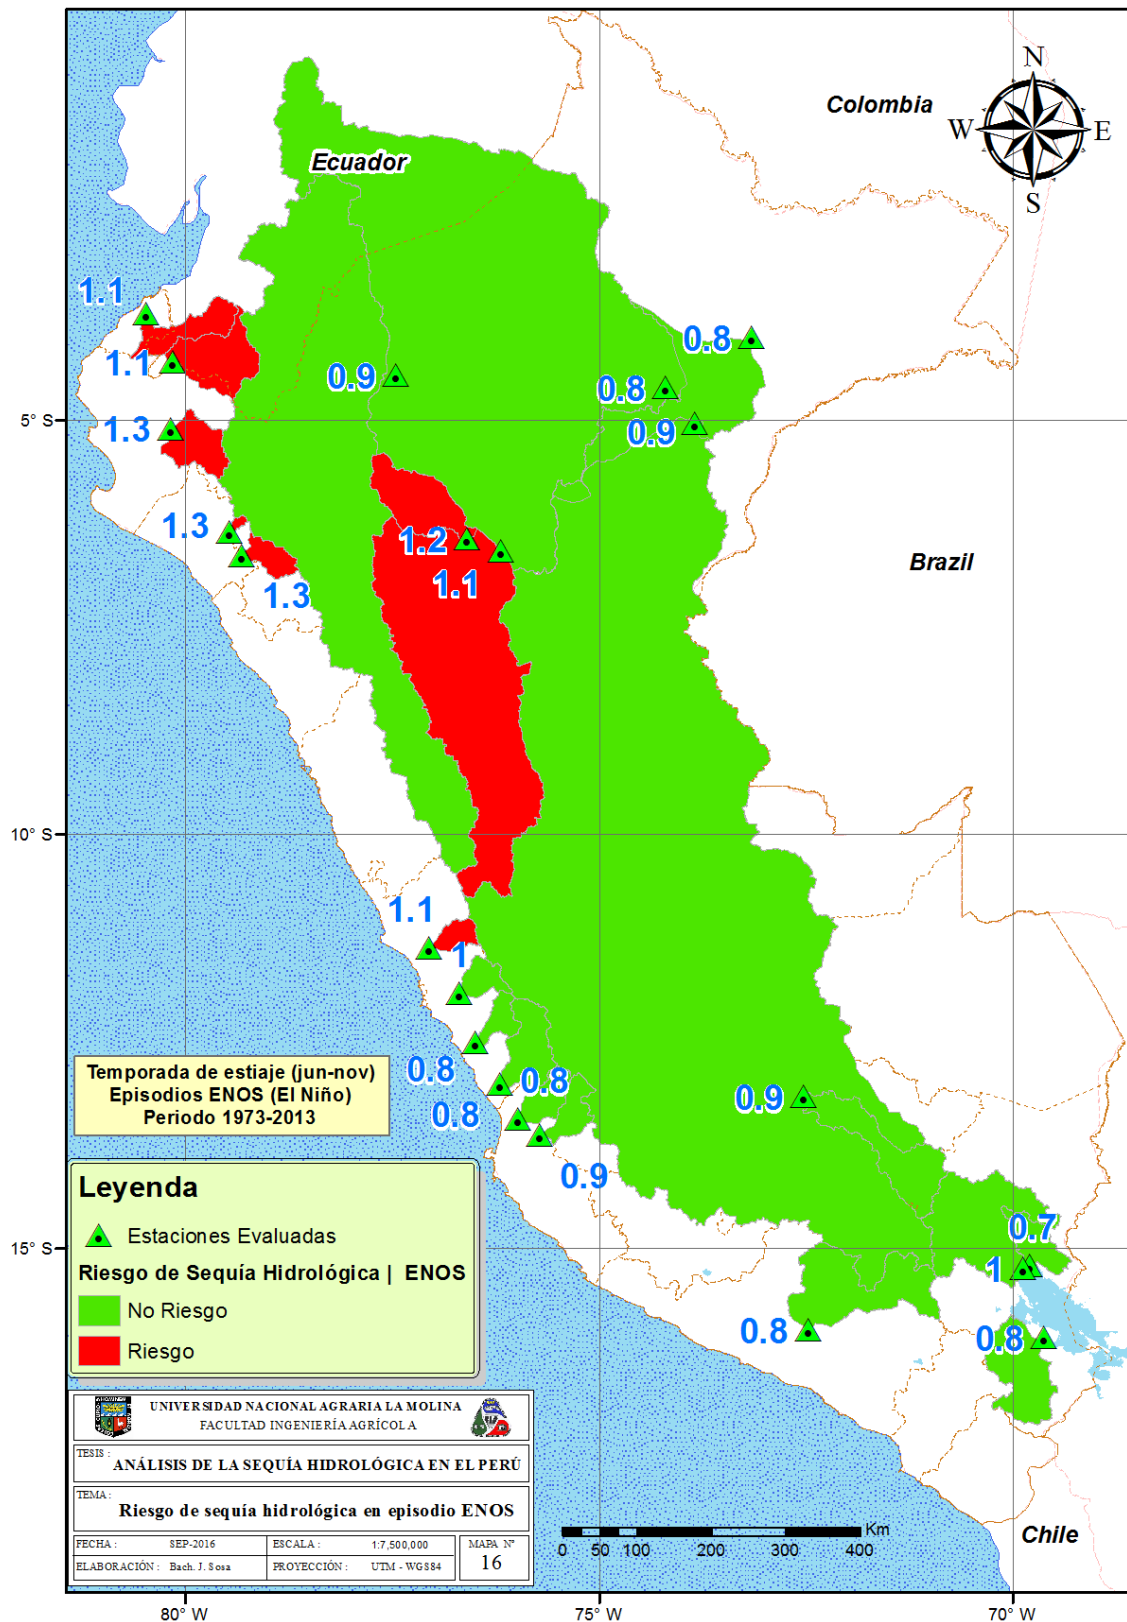 N
W E
S
Colombia
Ecuador
Brazil
Chile
1.1
1.1
1.3
1.3
1.3
0.9
0.8
0.8
0.9
1.2
1.1
1.1
1
0.8
0.8
0.8
0.9
0.9
0.7
1
0.8
0.8
5° S
10° S
15° S
80° W
75° W
70° W
Temporada de estiaje (jun-nov)
Episodios ENOS (El Niño)
Periodo 1973-2013
Leyenda
Estaciones Evaluadas
Riesgo de Sequía Hidrológica | ENOS
No Riesgo
Riesgo
UNIVERSIDAD NACIONAL AGRARIA LA MOLINA
FACULTAD INGENIERÍA AGRÍCOLA
TESIS :
ANÁLISIS DE LA SEQUÍA HIDROLÓGICA EN EL PERÚ
TEMA :
Riesgo de sequía hidrológica en episodio ENOS
FECHA : SEP-2016 ESCALA : 1:7,500,000 MAPA Nº
ELABORACIÓN : Bach. J. Sosa PROYECCIÓN : UTM - WGS84 16
Km
0 50 100 200 300 400